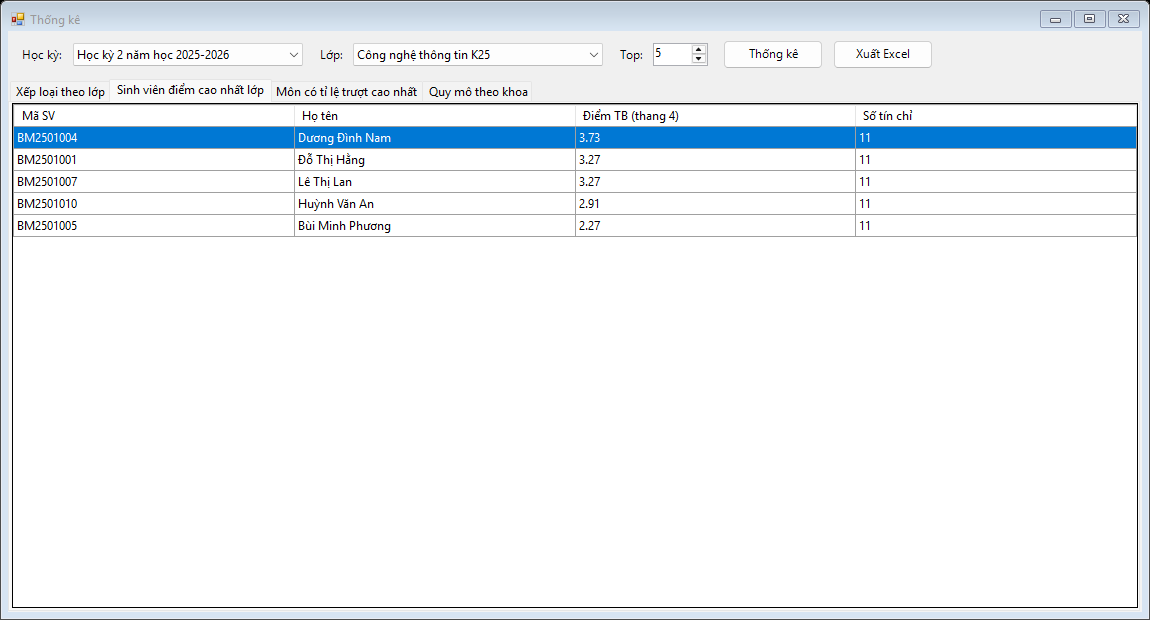 Thống kê
Học kỳ: Học kỳ 2 năm học 2025-2026 Lớp: Công nghệ thông tin K25 Top: 5 Thống kê Xuất Excel
Xếp loại theo lớp Sinh viên điểm cao nhất lớp Môn có tỉ lệ trượt cao nhất Quy mô theo khoa
Mã SV Họ tên Điểm TB (thang 4) Số tín chỉ
BM2501004 Dương Đình Nam 3.73 11
BM2501001 Đỗ Thị Hằng 3.27 11
BM2501007 Lê Thị Lan 3.27 11
BM2501010 Huỳnh Văn An 2.91 11
BM2501005 Bùi Minh Phương 2.27 11